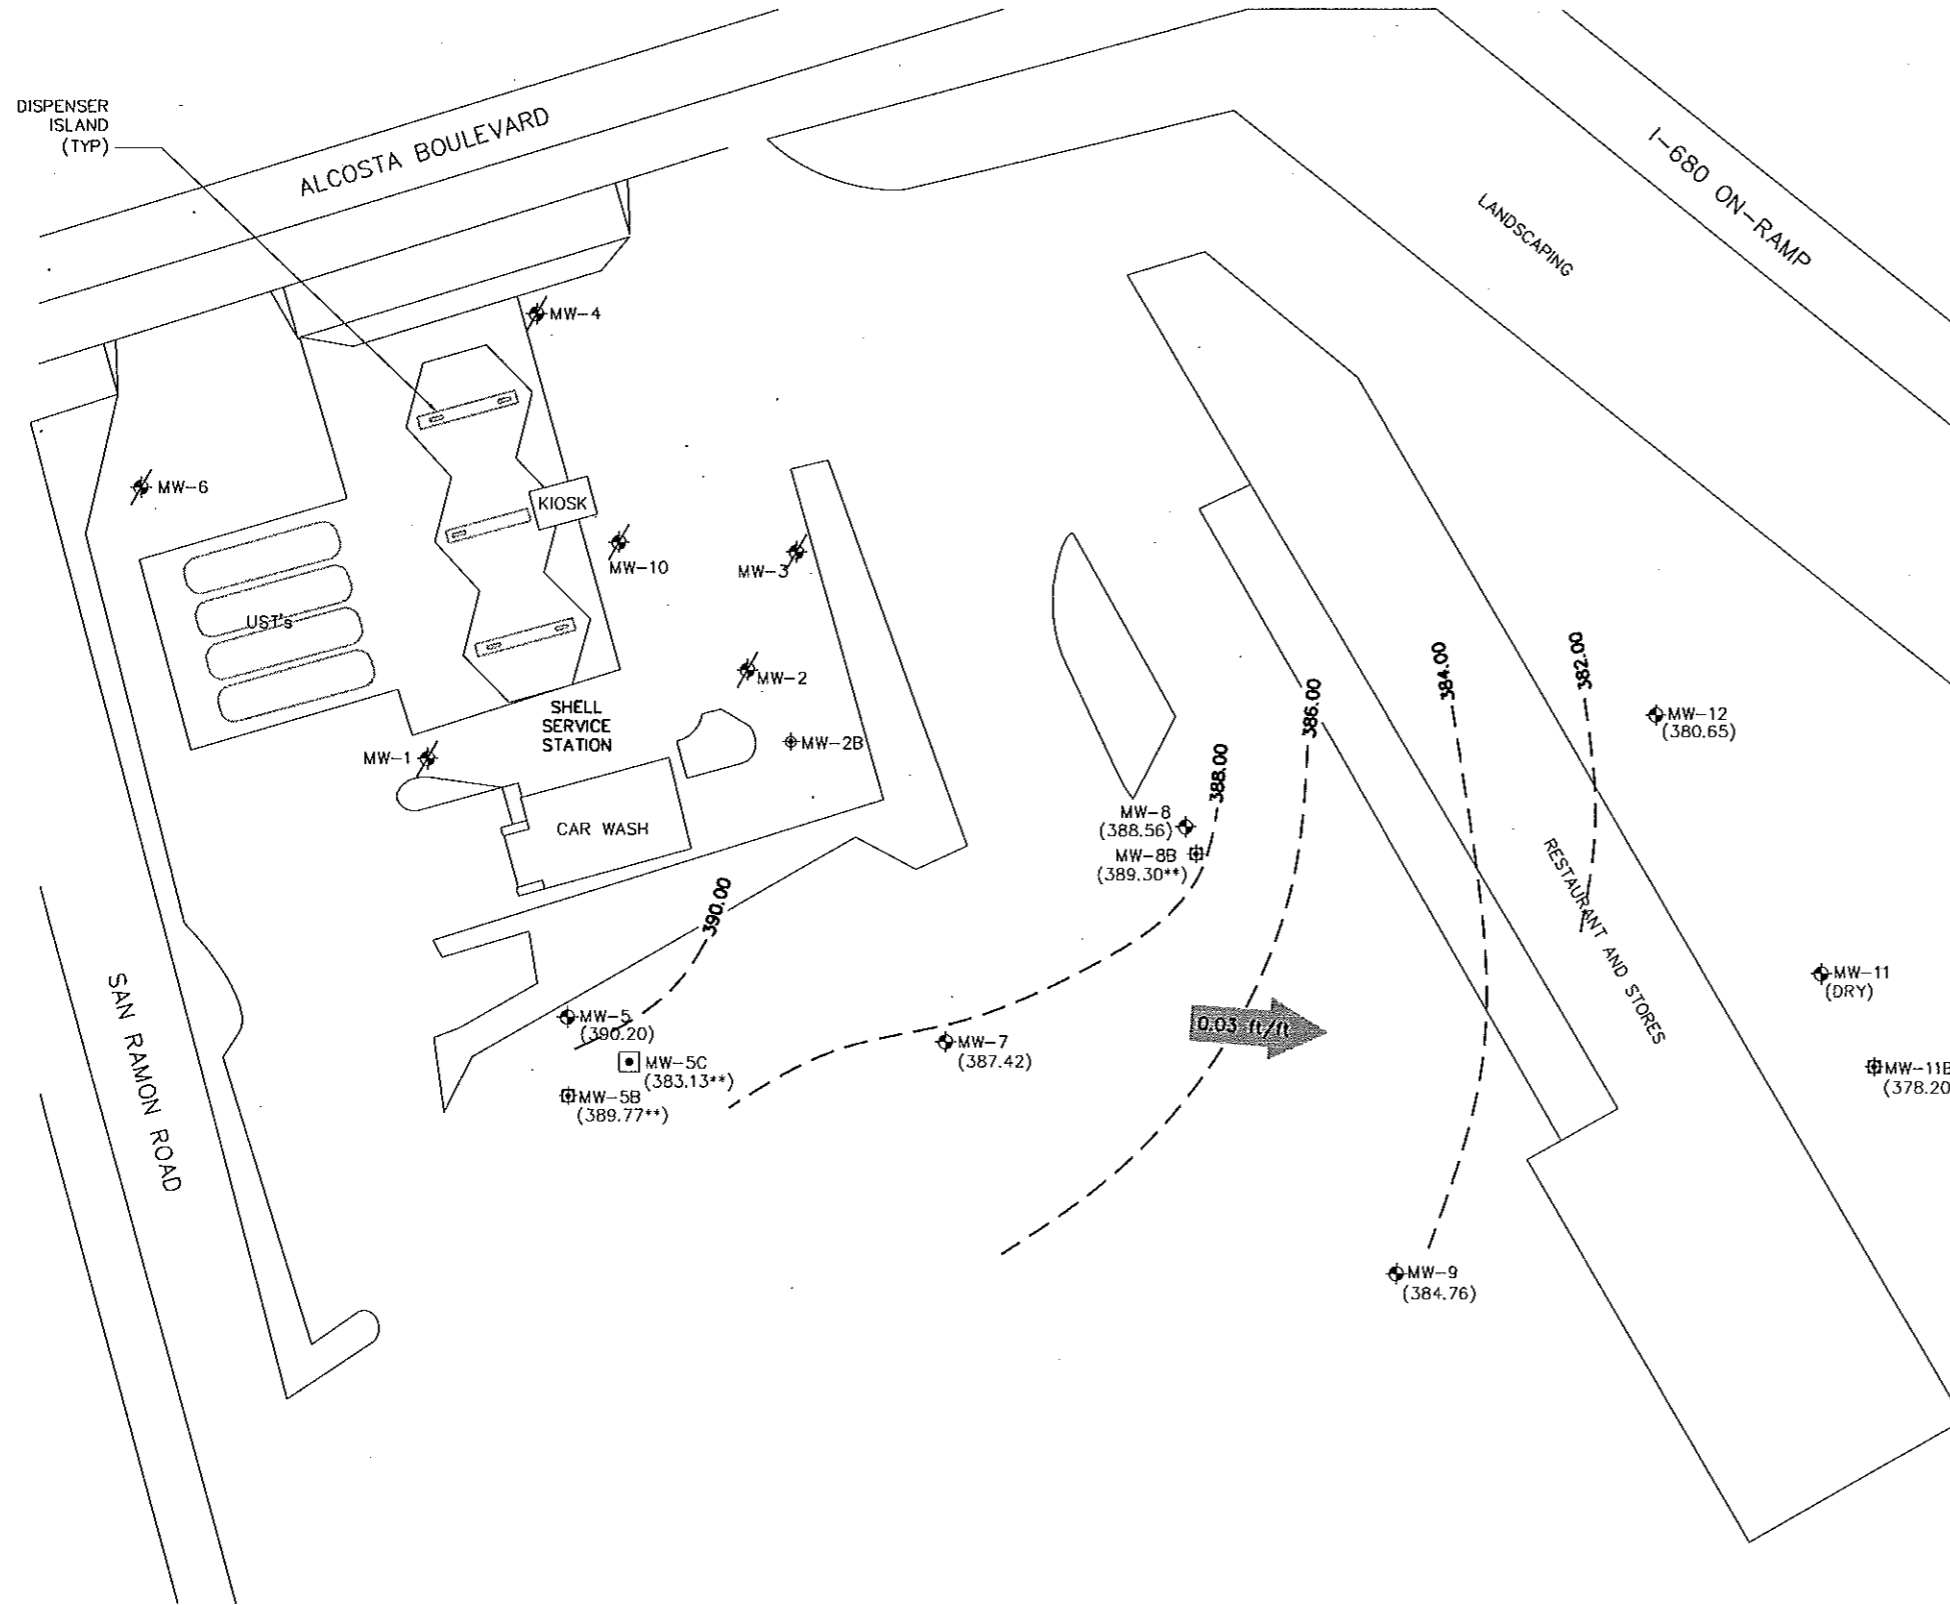 DISPENSER
ISLAND
(TYP)
ALCOSTA BOULEVARD
I-680 ON-RAMP
LANDSCAPING
MW-4
MW-6
KIOSK
MW-10
MW-3
UST's
MW-2
SHELL
SERVICE
STATION
MW-2B
MW-1
CAR WASH
390.00
388.00
386.00
384.00
382.00
MW-12
(380.65)
MW-8
(388.56)
MW-8B
(389.30**)
RESTAURANT AND STORES
MW-11
(DRY)
MW-5
(390.20)
MW-5C
(383.13**)
MW-5B
(389.77**)
MW-7
(387.42)
0.03 ft/ft
MW-11B
(378.20
SAN RAMON ROAD
MW-9
(384.76)